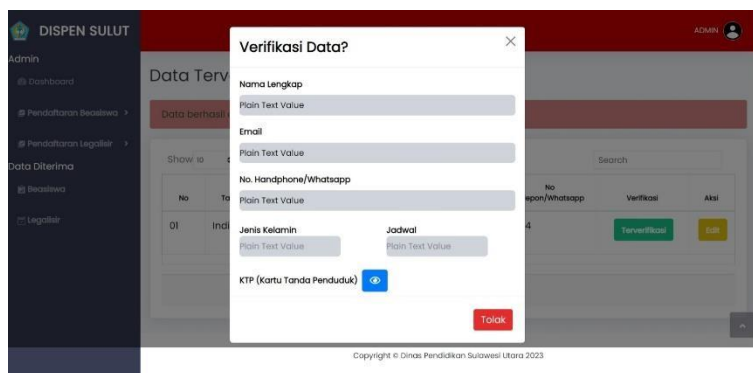 DISPEN SULUT
ADMIN
Admin
Dashboard
Pendaftaran Beasiswa
Pendaftaran Legalisir
Data Diterima
Beasiswa
Legalisir
Data Terv
Data berhasil
Show 10
Search
No
No
epon/Whatsapp
Verifikasi
Aksi
01
Indi
4
Terverifikasi
Edit
Verifikasi Data?
Nama Lengkap
Plain Text Value
Email
Plain Text Value
No. Handphone/Whatsapp
Plain Text Value
Jenis Kelamin
Jadwal
Plain Text Value
Plain Text Value
KTP (Kartu Tanda Penduduk)
Tolak
Copyright © Dinas Pendidikan Sulawesi Utara 2023